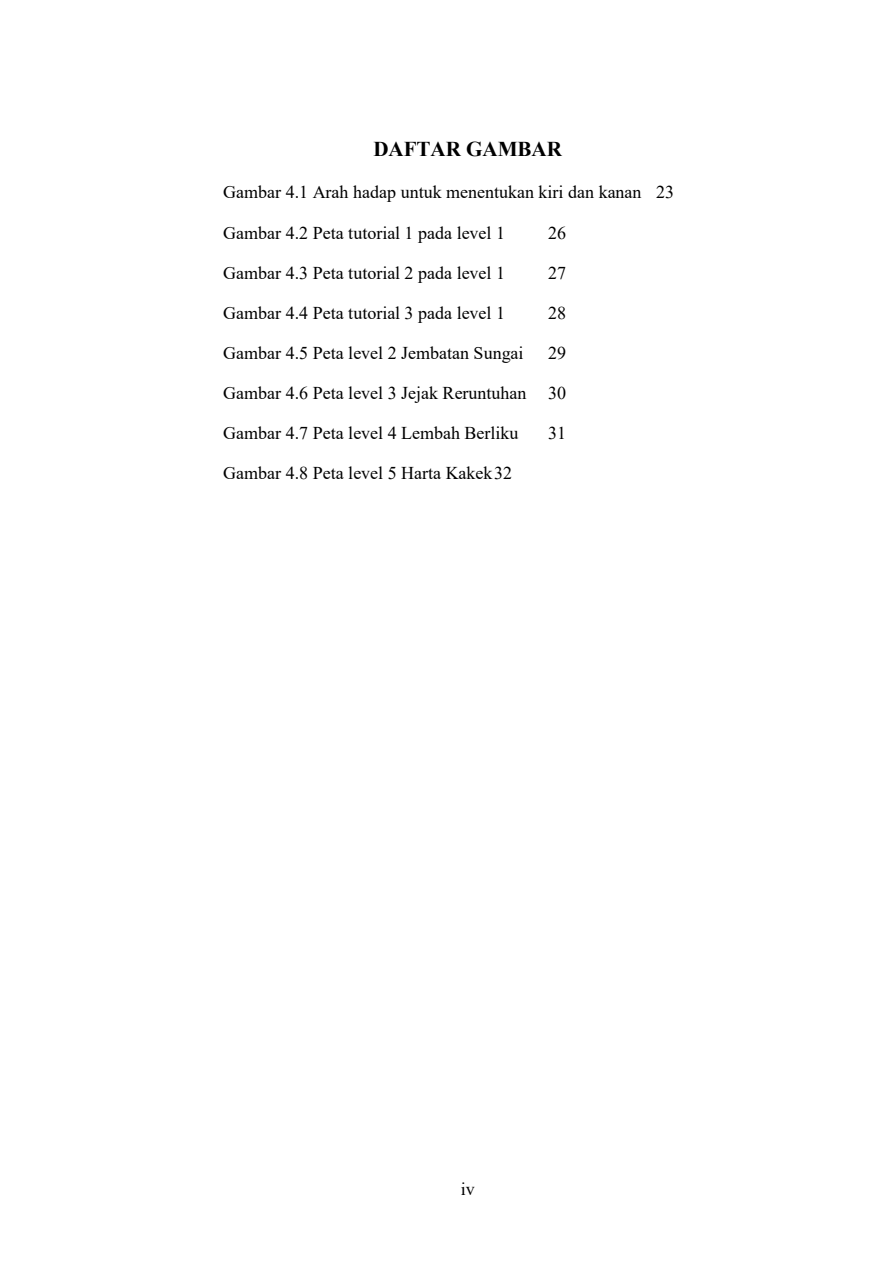 DAFTAR GAMBAR
Gambar 4.1 Arah hadap untuk menentukan kiri dan kanan 23
Gambar 4.2 Peta tutorial 1 pada level 1 26
Gambar 4.3 Peta tutorial 2 pada level 1 27
Gambar 4.4 Peta tutorial 3 pada level 1 28
Gambar 4.5 Peta level 2 Jembatan Sungai 29
Gambar 4.6 Peta level 3 Jejak Reruntuhan 30
Gambar 4.7 Peta level 4 Lembah Berliku 31
Gambar 4.8 Peta level 5 Harta Kakek32
iv